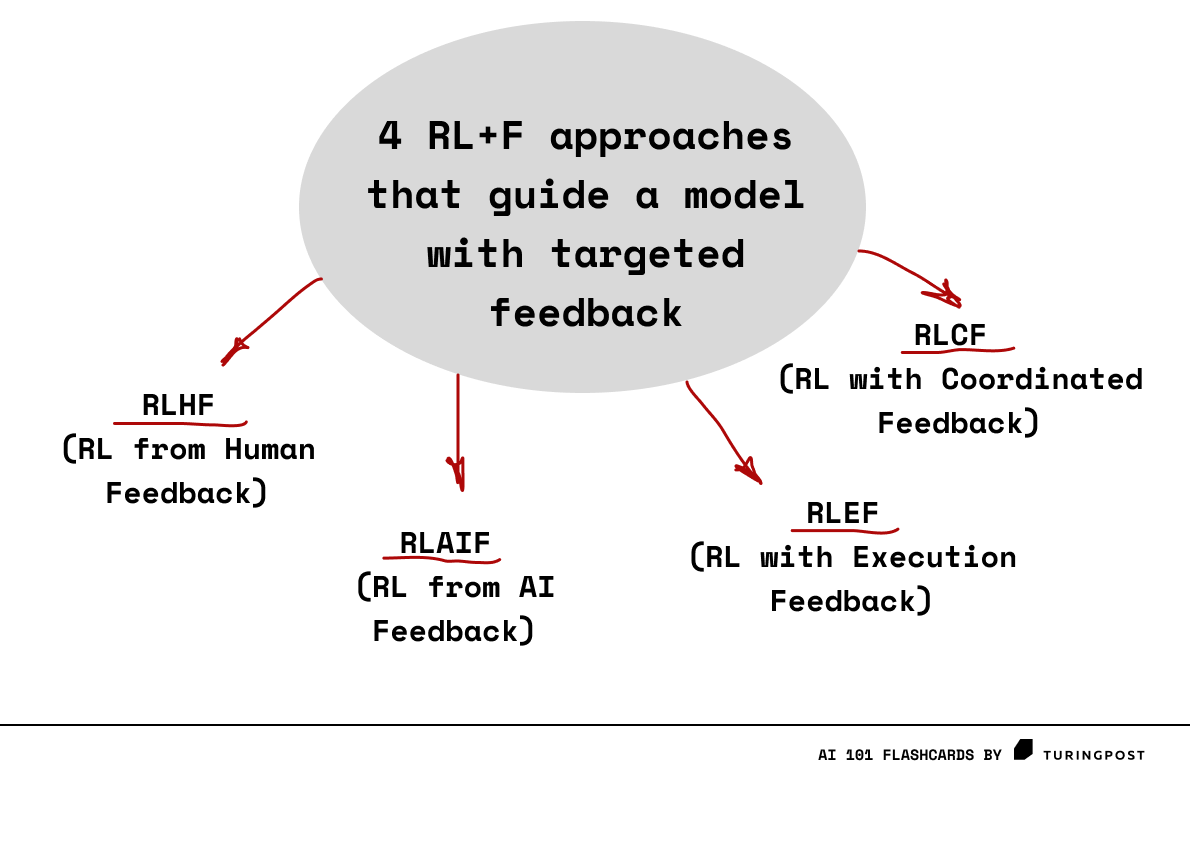 4 RL+F approaches
that guide a model
with targeted
feedback
RLHF
(RL from Human
Feedback)
RLAIF
(RL from AI
Feedback)
RLEF
(RL with Execution
Feedback)
RLCF
(RL with Coordinated
Feedback)
AI 101 FLASHCARDS BY TURINGPOST